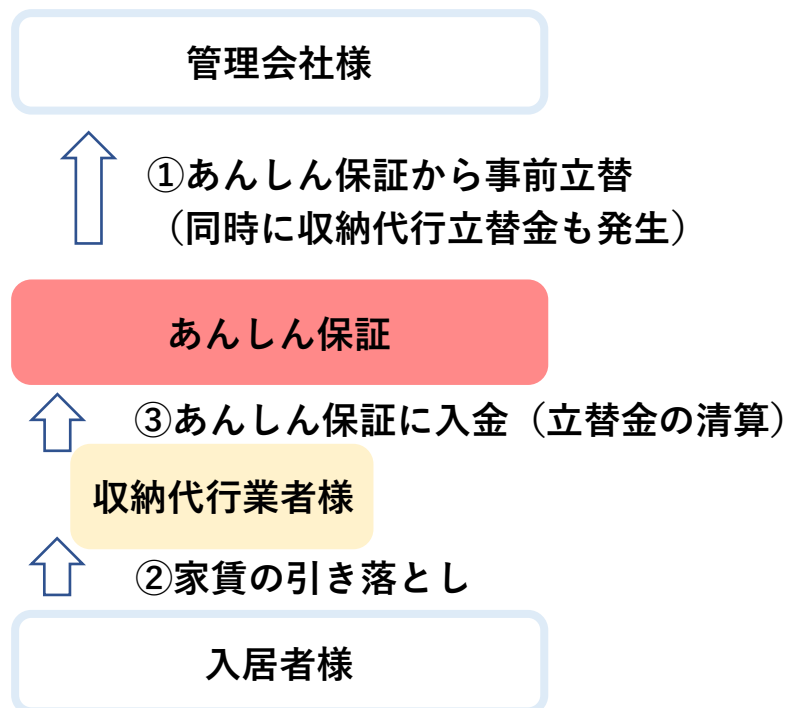 管理会社様
①あんしん保証から事前立替
（同時に収納代行立替金も発生）
あんしん保証
③あんしん保証に入金（立替金の清算）
収納代行業者様
②家賃の引き落とし
入居者様